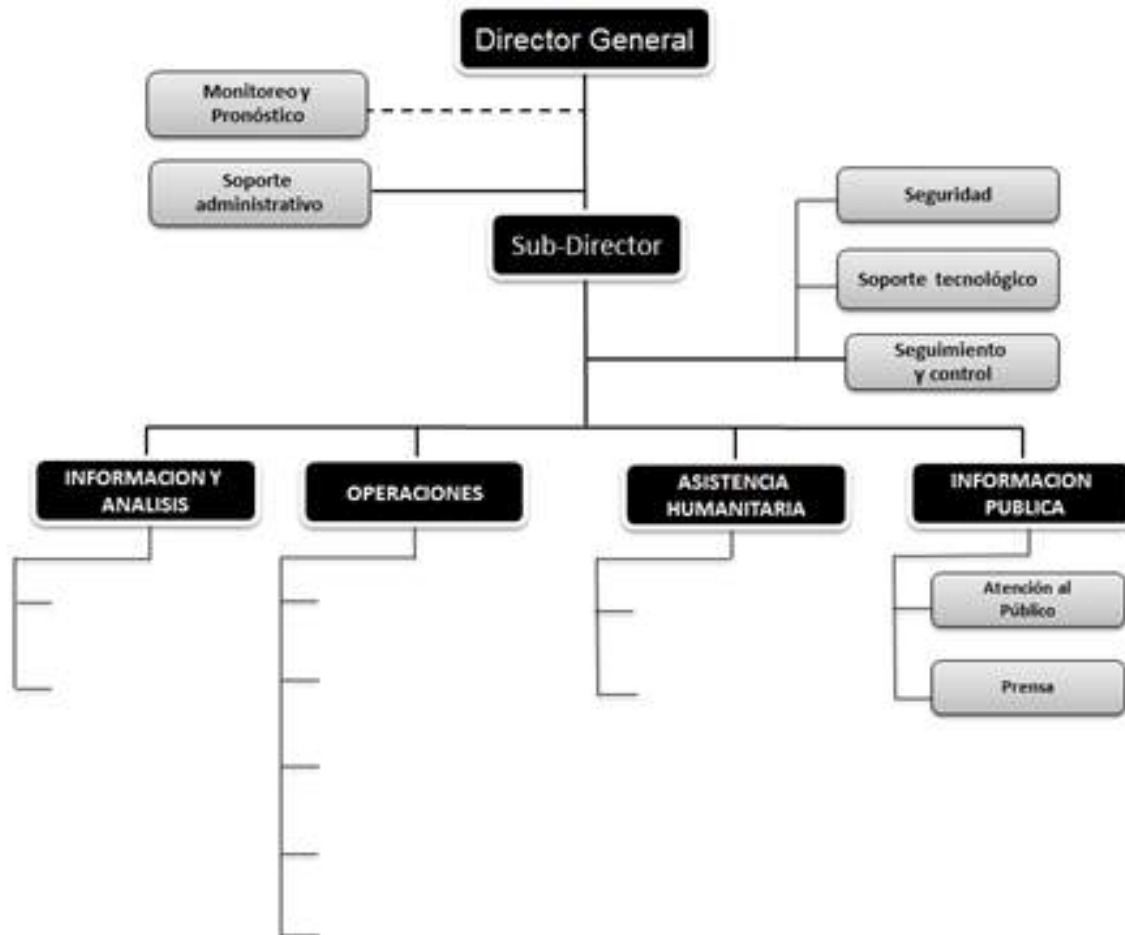 Director General
Monitoreo y
Pronóstico
Soporte
administrativo
Seguridad
Sub-Director
Soporte tecnológico
Seguimiento
y control
INFORMACION Y
ANALISIS
OPERACIONES
ASISTENCIA
HUMANITARIA
INFORMACION
PUBLICA
Atención al
Público
Prensa